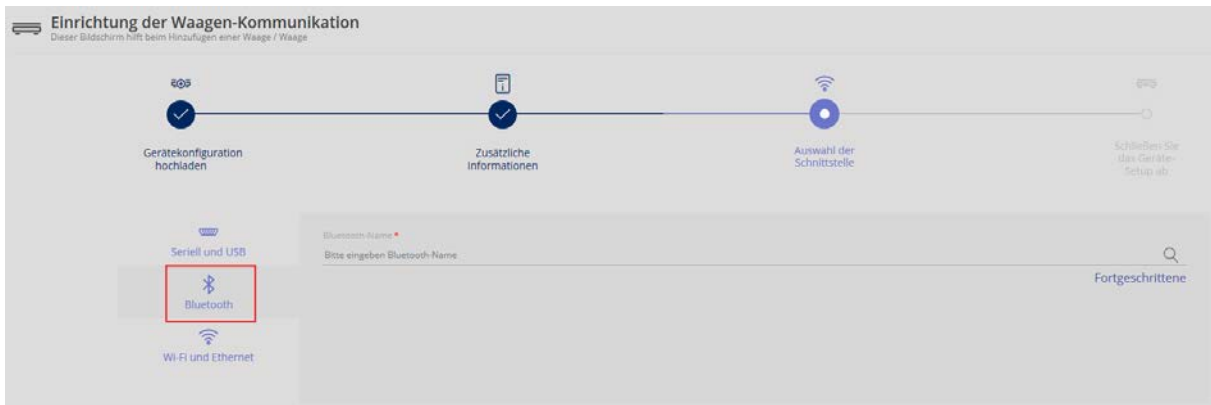 Einrichtung der Waagen-Kommunikation
Dieser Bildschirm hilft beim Hinzufügen einer Waage / Waage
Gerätekonfiguration
hochladen
Zusätzliche
Informationen
Auswahl der
Schnittstelle
Schließen Sie
das Geräte-
Setup ab
Seriell und USB
Bluetooth
Wi-Fi und Ethernet
Bluetooth-Name *
Bitte eingeben Bluetooth-Name
Fortgeschrittene